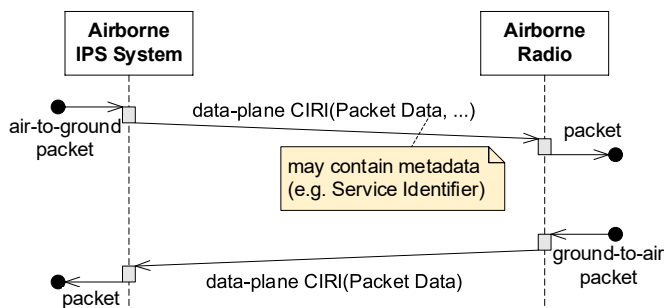 Airborne
IPS System
Airborne
Radio
air-to-ground
packet
data-plane CIRI(Packet Data, ...)
packet
may contain metadata
(e.g. Service Identifier)
ground-to-air
packet
data-plane CIRI(Packet Data)
packet